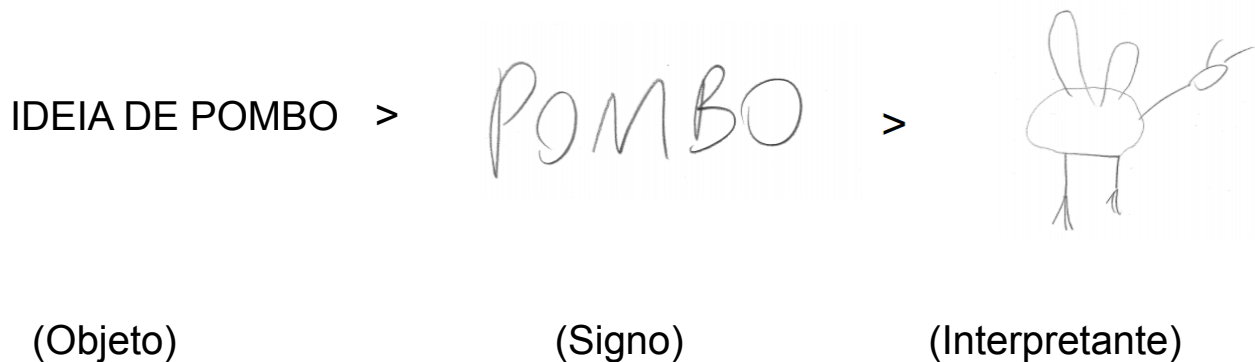 IDEIA DE POMBO > POMBO >
(Objeto) (Signo) (Interpretante)